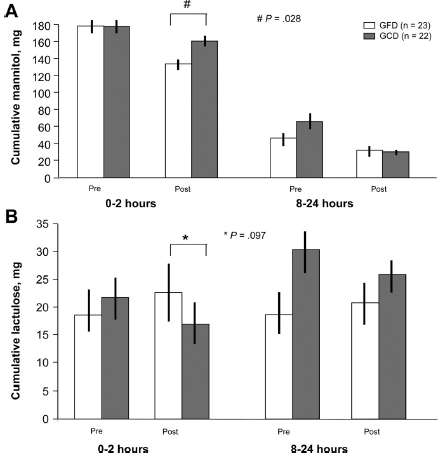 A
Cumulative mannitol, mg
180
160
140
120
100
80
60
40
20
0
#
# P = .028
GFD (n = 23)
GCD (n = 22)
Pre Post Pre Post
0-2 hours 8-24 hours
B
Cumulative lactulose, mg
35
30
25
20
15
10
5
0
*
* P = .097
Pre Post Pre Post
0-2 hours 8-24 hours